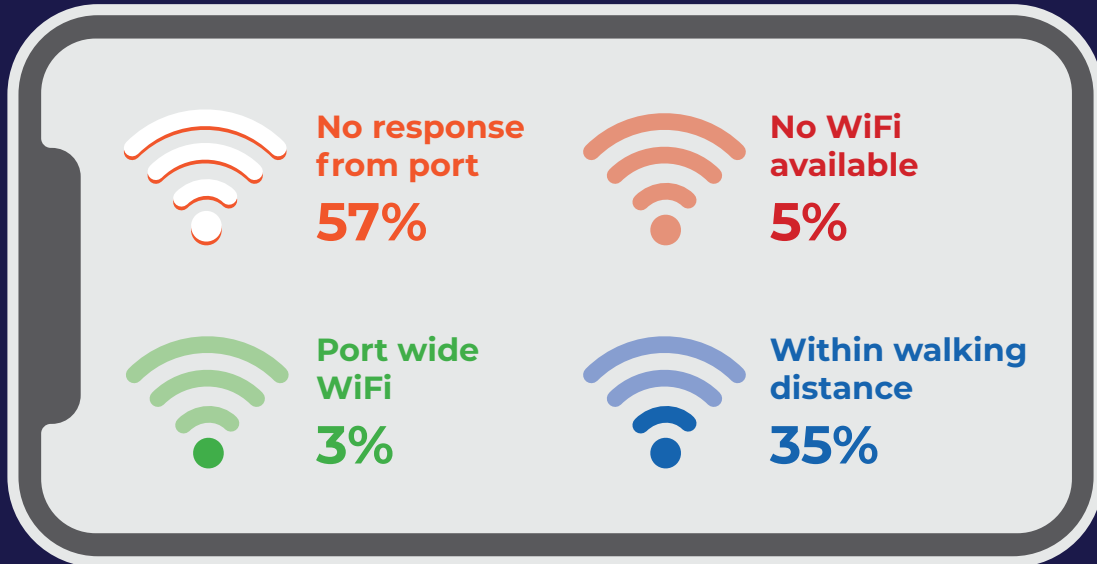 No response
from port
57%
No WiFi
available
5%
Port wide
WiFi
3%
Within walking
distance
35%